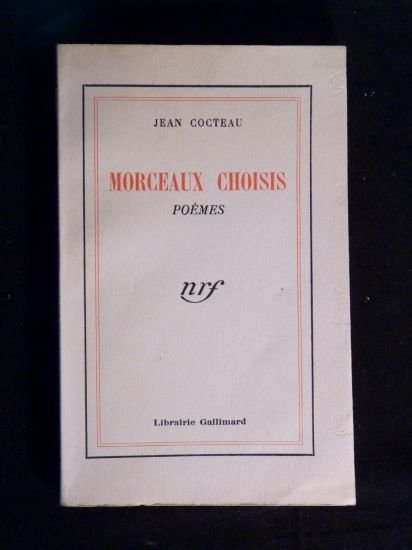 JEAN COCTEAU
MORCEAUX CHOISIS
POÈMES
nrf
Librairie Gallimard